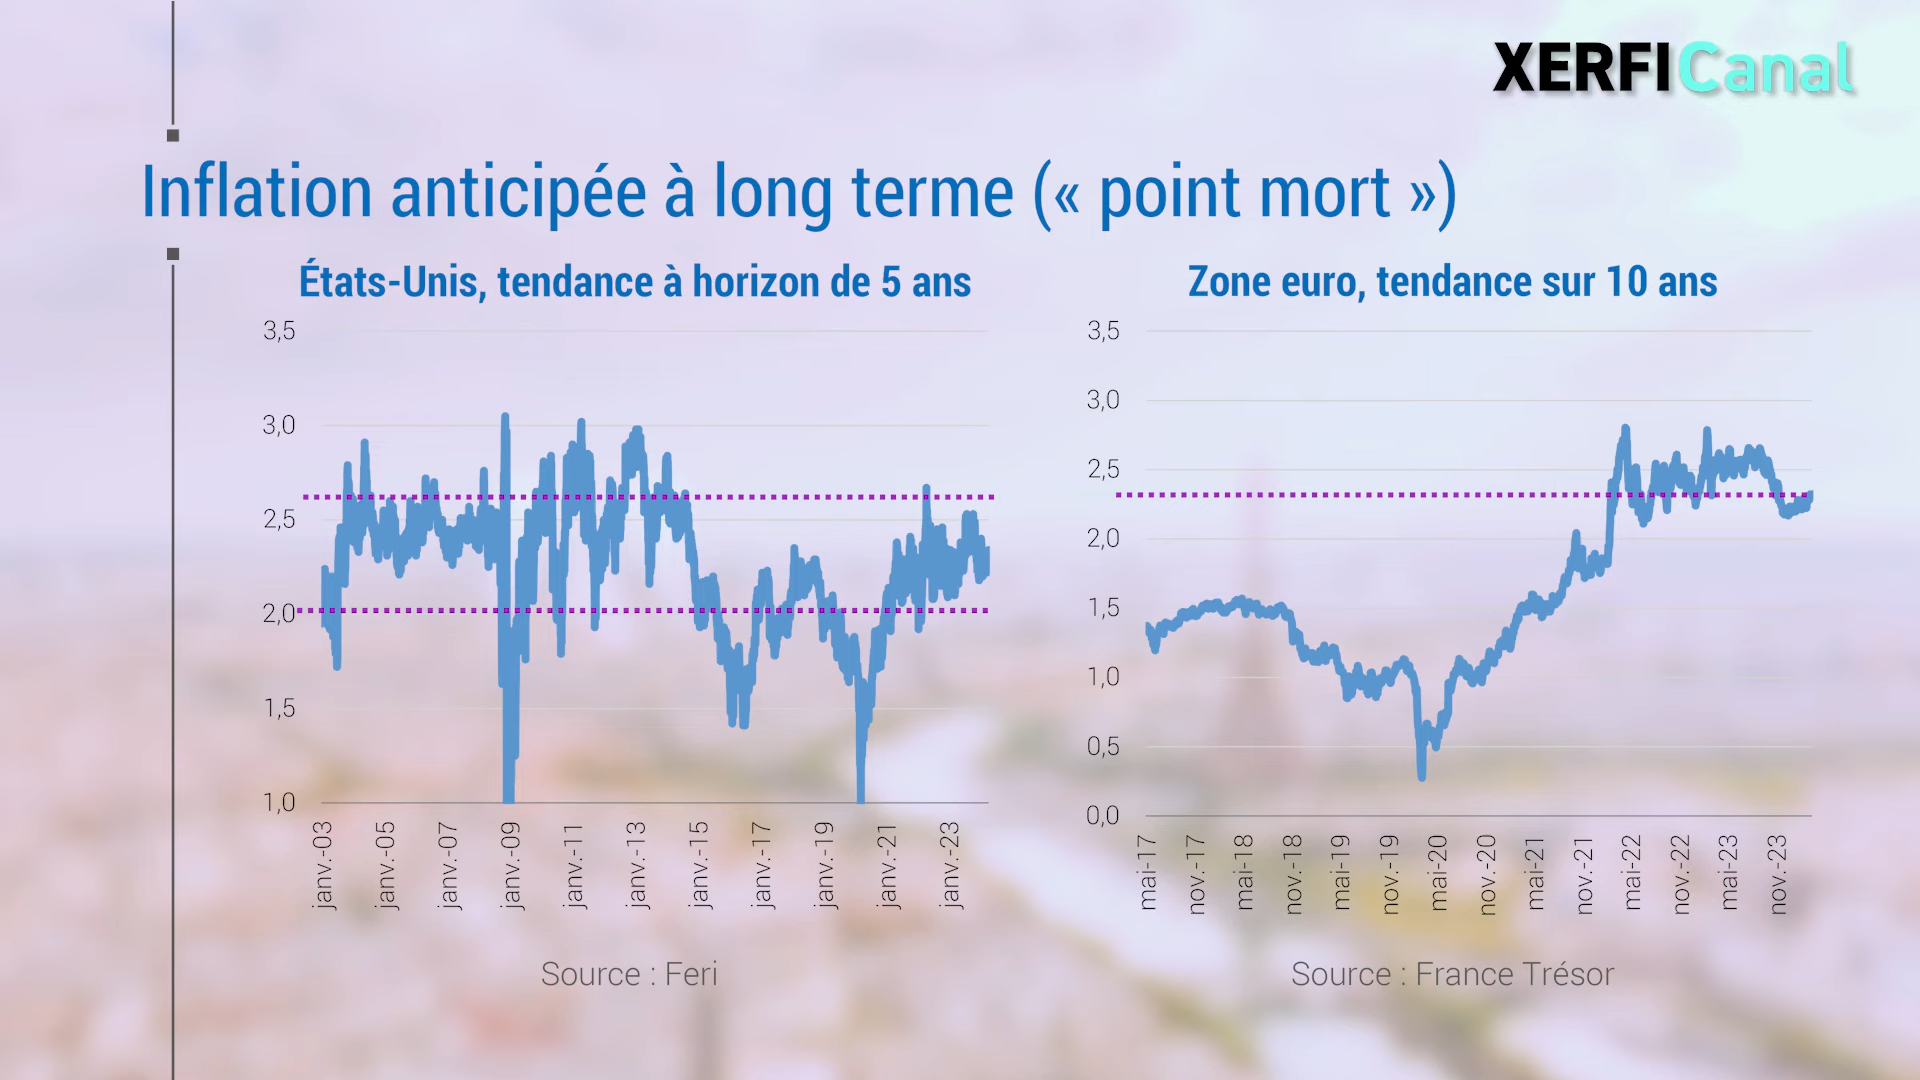 XERFI Canal
Inflation anticipée à long terme (« point mort »)
États-Unis, tendance à horizon de 5 ans
3,5
3,0
2,5
2,0
1,5
1,0
janv.-03
janv.-05
janv.-07
janv.-09
janv.-11
janv.-13
janv.-15
janv.-17
janv.-19
janv.-21
janv.-23
Source : Feri
Zone euro, tendance sur 10 ans
3,5
3,0
2,5
2,0
1,5
1,0
0,5
0,0
mai-17
nov.-17
mai-18
nov.-18
mai-19
nov.-19
mai-20
nov.-20
mai-21
nov.-21
mai-22
nov.-22
mai-23
nov.-23
Source : France Trésor